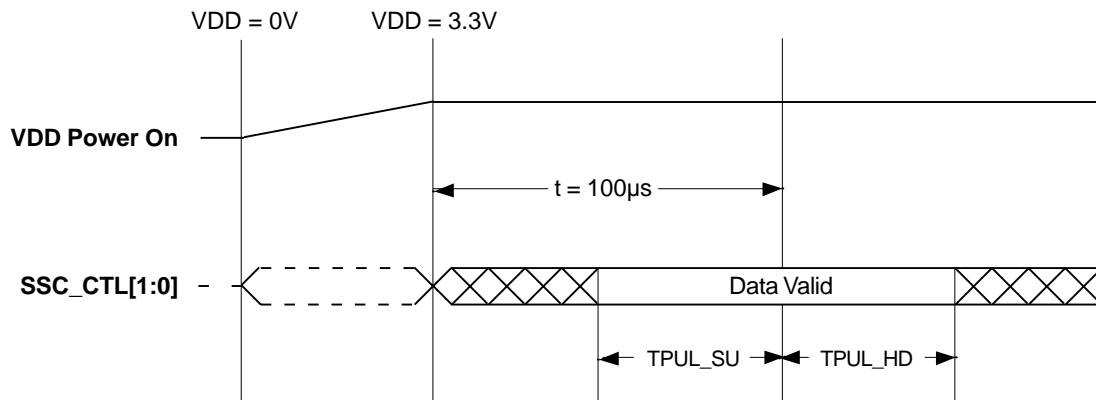 VDD = 0V VDD = 3.3V
VDD Power On
t = 100µs
SSC_CTL[1:0]
Data Valid
TPUL_SU TPUL_HD